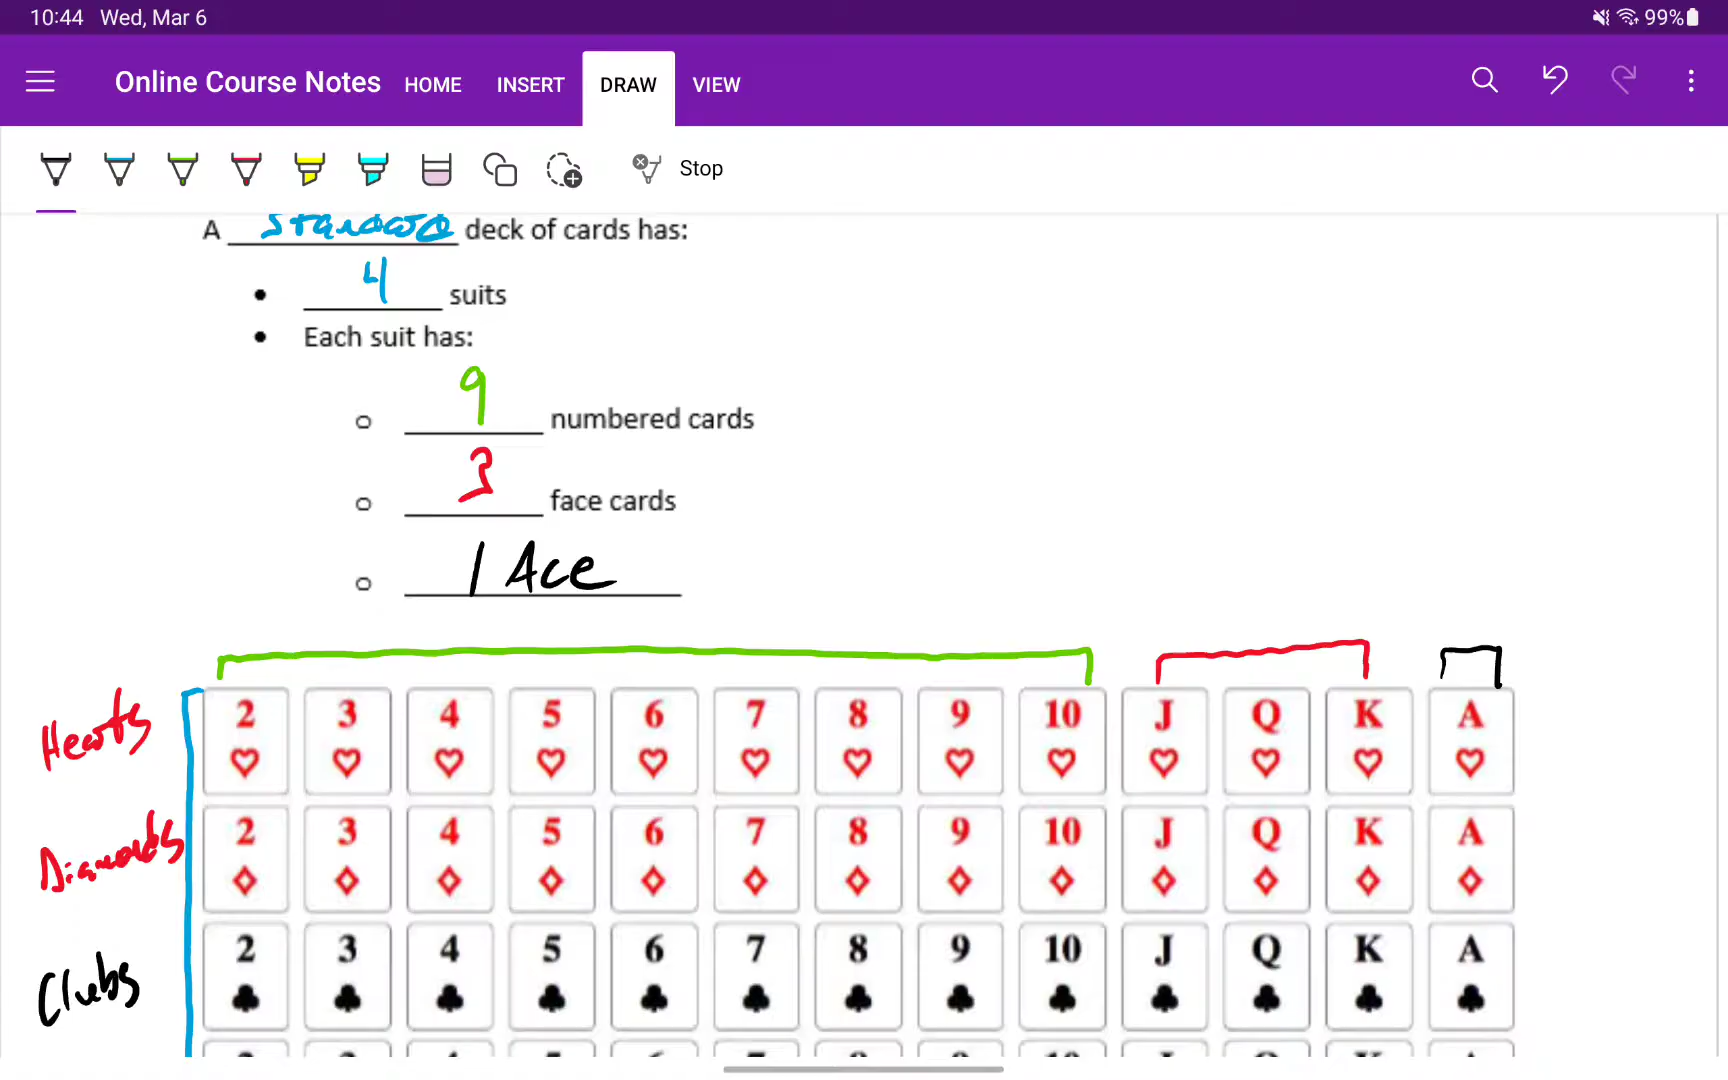 10:44 Wed, Mar 6 99%
Online Course Notes HOME INSERT DRAW VIEW
Stop
A standard deck of cards has:
• 4 suits
• Each suit has:
o 9 numbered cards
o 3 face cards
o 1 Ace
Hearts 2 3 4 5 6 7 8 9 10 J Q K A
Diamonds 2 3 4 5 6 7 8 9 10 J Q K A
Clubs 2 3 4 5 6 7 8 9 10 J Q K A